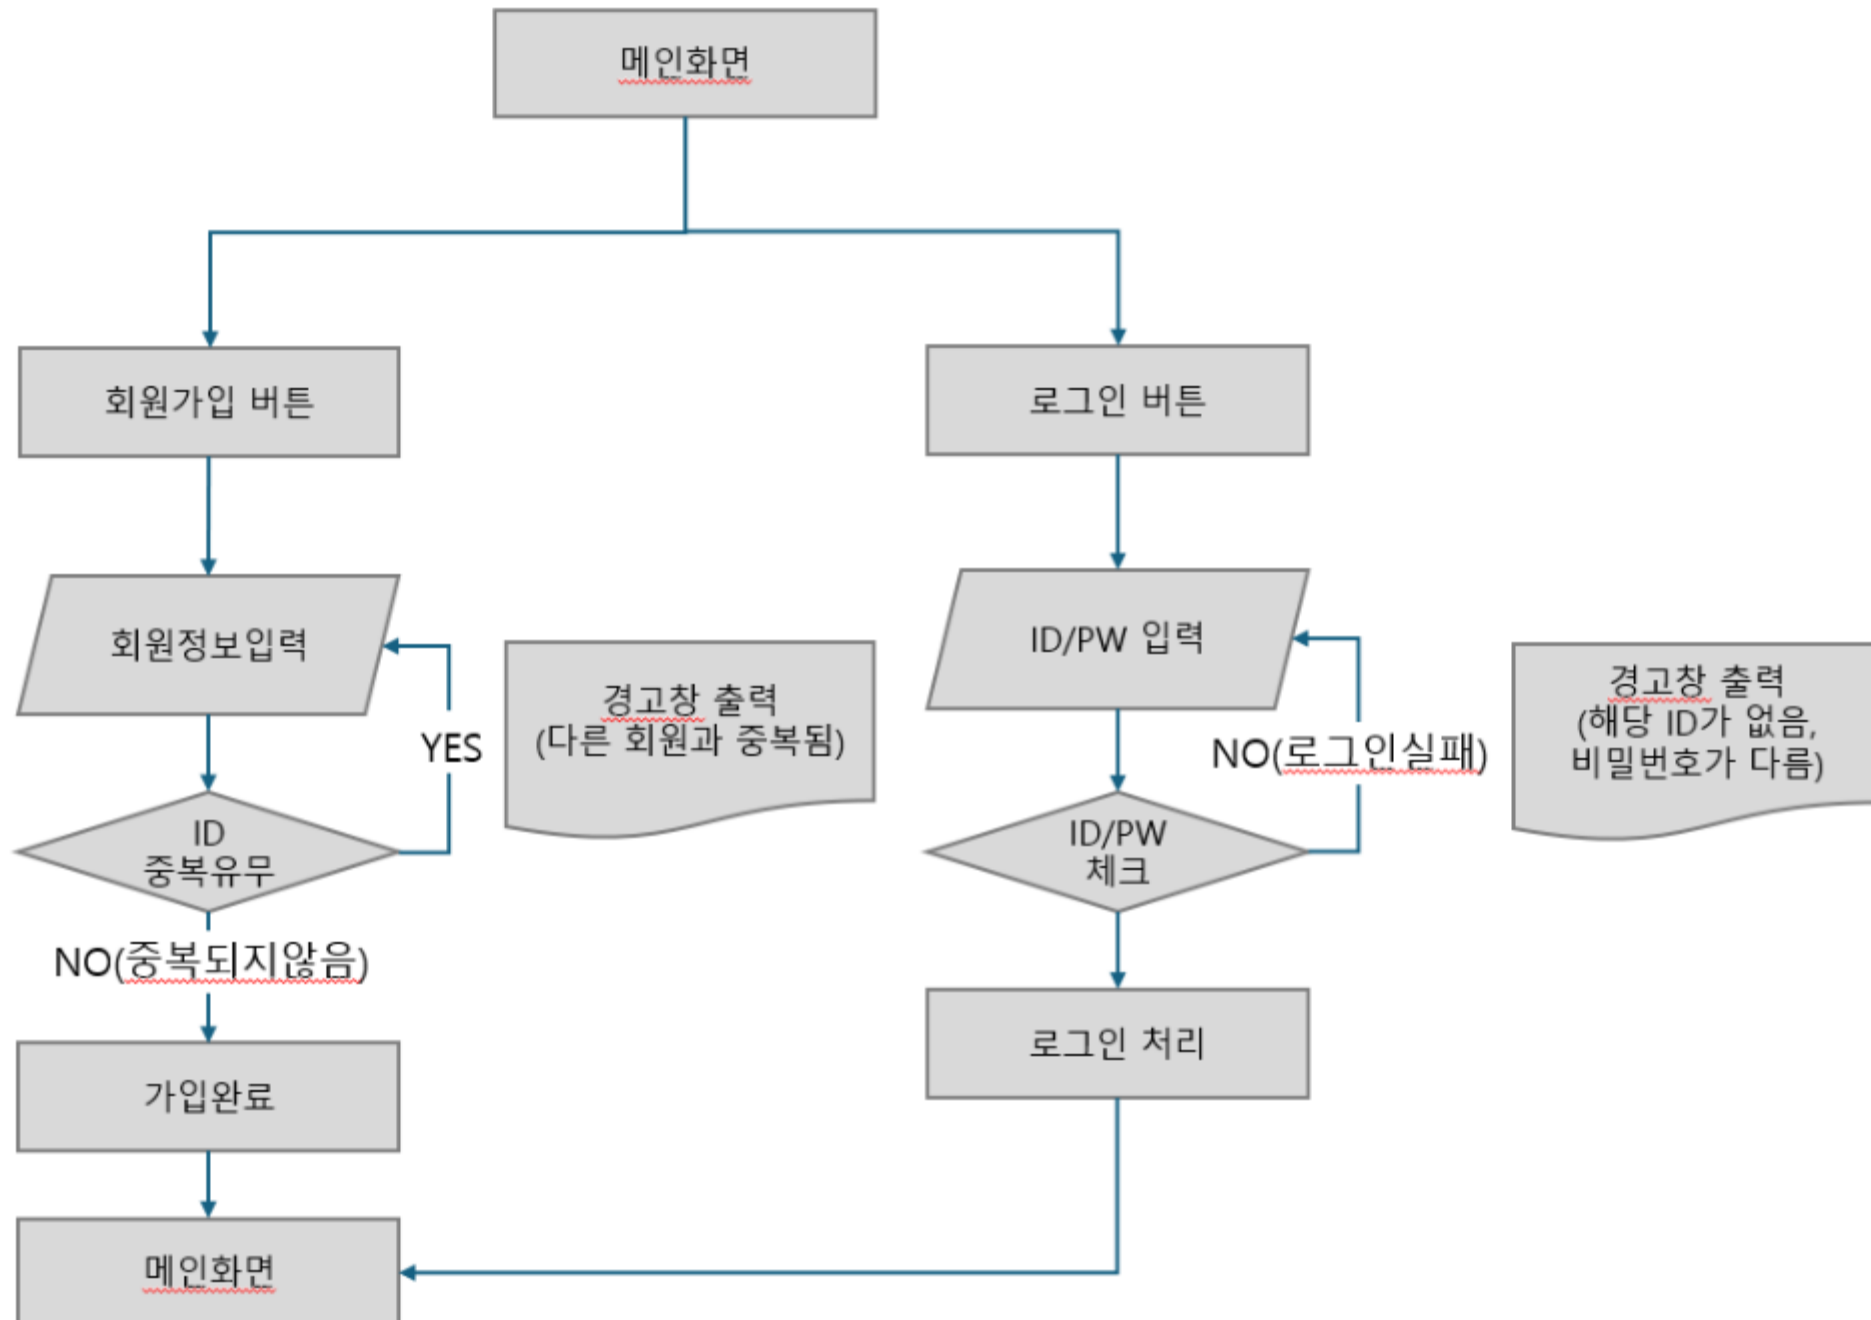 메인화면
회원가입 버튼
로그인 버튼
회원정보입력
YES
경고창 출력
(다른 회원과 중복됨)
ID
중복유무
NO(중복되지않음)
가입완료
메인화면
ID/PW 입력
NO(로그인실패)
경고창 출력
(해당 ID가 없음,
비밀번호가 다름)
ID/PW
체크
로그인 처리